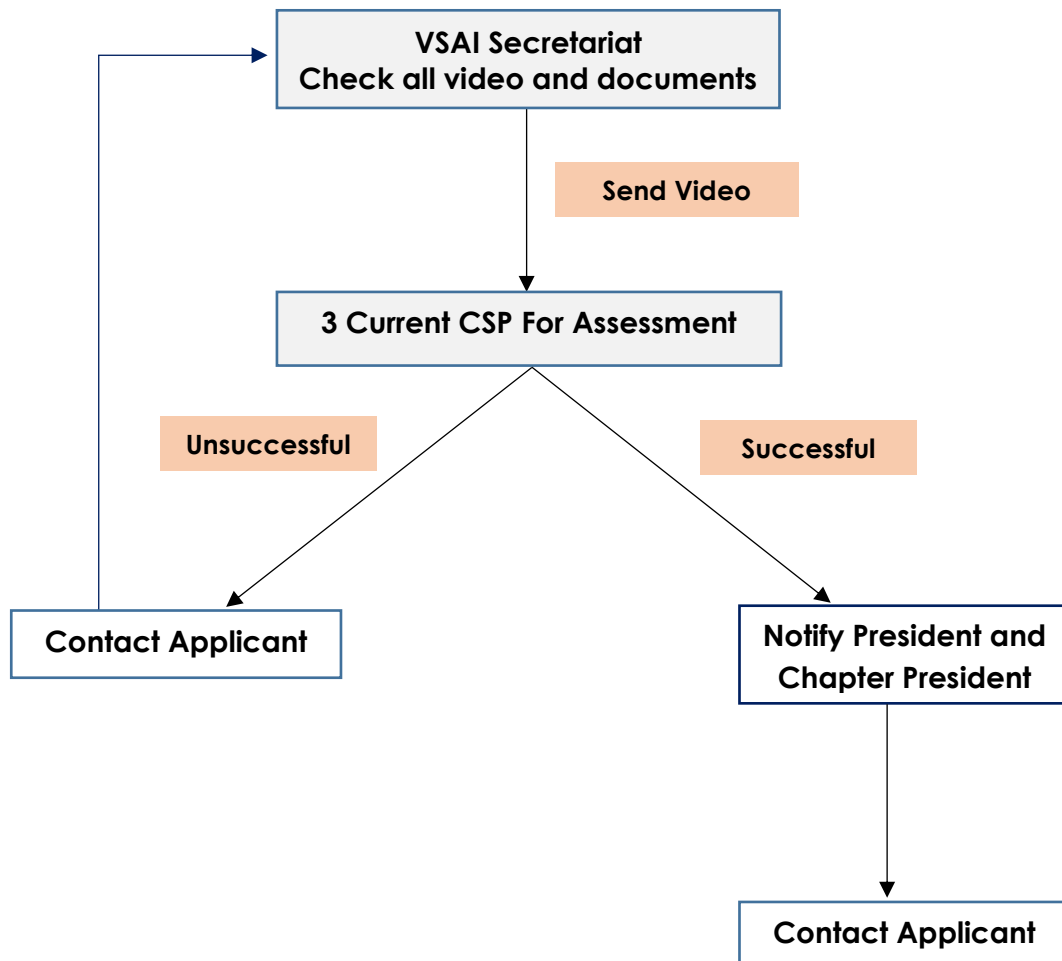 VSAI Secretariat
Check all video and documents
Send Video
3 Current CSP For Assessment
Unsuccessful
Successful
Contact Applicant
Notify President and
Chapter President
Contact Applicant